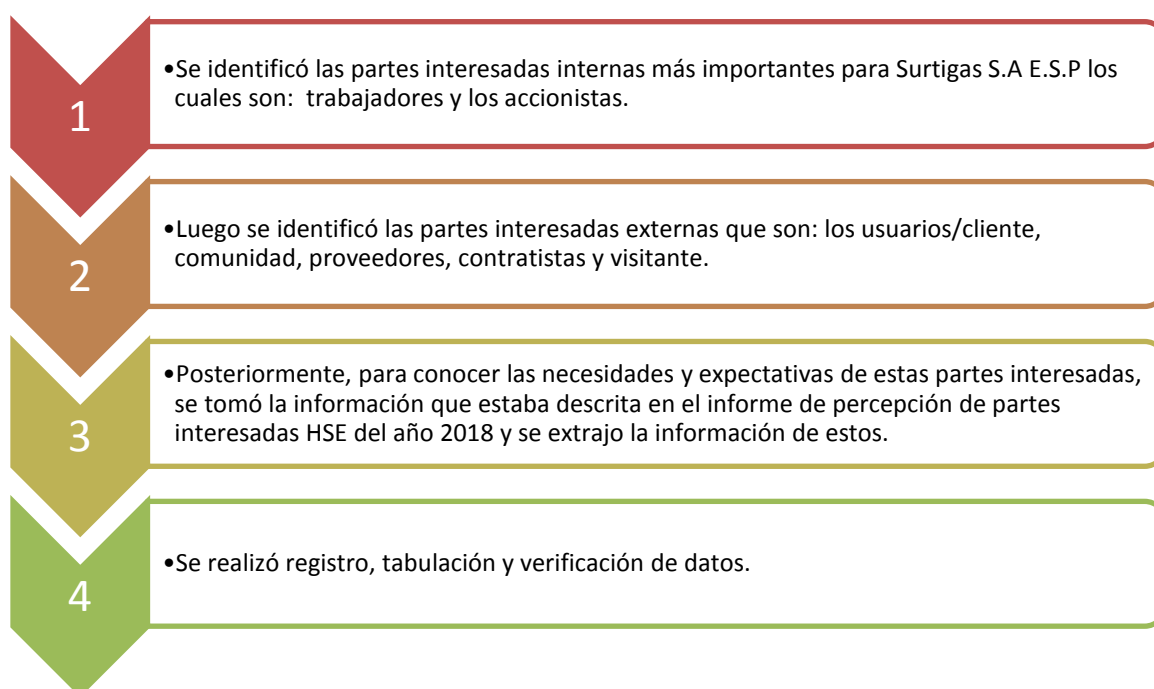 1
•Se identificó las partes interesadas internas más importantes para Surtigas S.A E.S.P los
cuales son: trabajadores y los accionistas.
2
•Luego se identificó las partes interesadas externas que son: los usuarios/cliente,
comunidad, proveedores, contratistas y visitante.
3
•Posteriormente, para conocer las necesidades y expectativas de estas partes interesadas,
se tomó la información que estaba descrita en el informe de percepción de partes
interesadas HSE del año 2018 y se extrajo la información de estos.
4
•Se realizó registro, tabulación y verificación de datos.